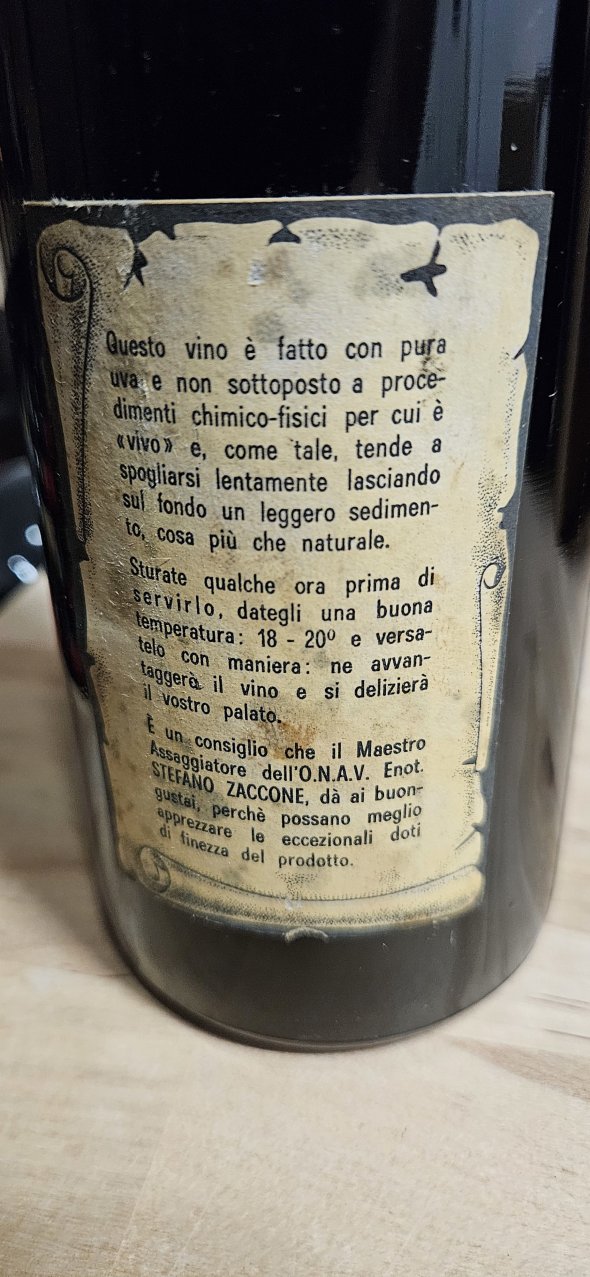 Questo vino è fatto con pura
uva e non sottoposto a proce-
dimenti chimico-fisici per cui è
«vivo» e, come tale, tende a
spogliarsi lentamente lasciando
sul fondo un leggero sedimen-
to, cosa più che naturale.
Sturate qualche ora prima di
servirlo, dategli una buona
temperatura: 18 - 20º e versa-
telo con maniera: ne avvan-
taggerà il vino e si delizierà
il vostro palato.
È un consiglio che il Maestro
Assaggiatore dell'O.N.A.V. Enot.
STEFANO ZACCONE, dà ai buon-
gustai, perchè possano meglio
apprezzare le eccezionali doti
di finezza del prodotto.